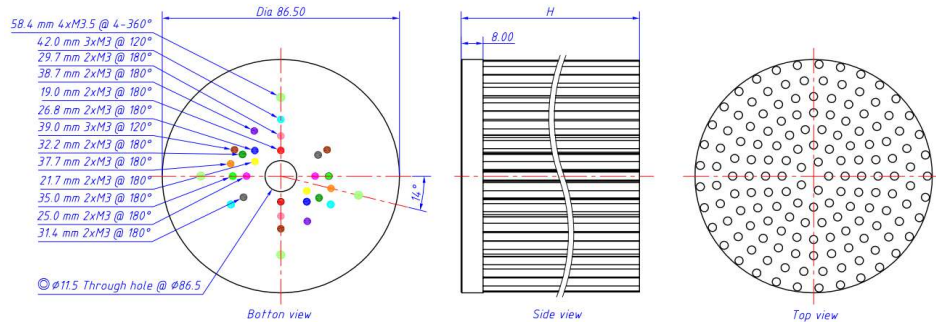 58.4 mm 4xM3.5 @ 4-360°
42.0 mm 3xM3 @ 120°
29.7 mm 2xM3 @ 180°
38.7 mm 2xM3 @ 180°
19.0 mm 2xM3 @ 180°
26.8 mm 2xM3 @ 180°
39.0 mm 3xM3 @ 120°
32.2 mm 2xM3 @ 180°
37.7 mm 2xM3 @ 180°
21.7 mm 2xM3 @ 180°
35.0 mm 2xM3 @ 180°
25.0 mm 2xM3 @ 180°
31.4 mm 2xM3 @ 180°
Dia 86.50
14°
Ø11.5 Through hole @ Ø86.5
Botton view
H
8.00
Side view
Top view